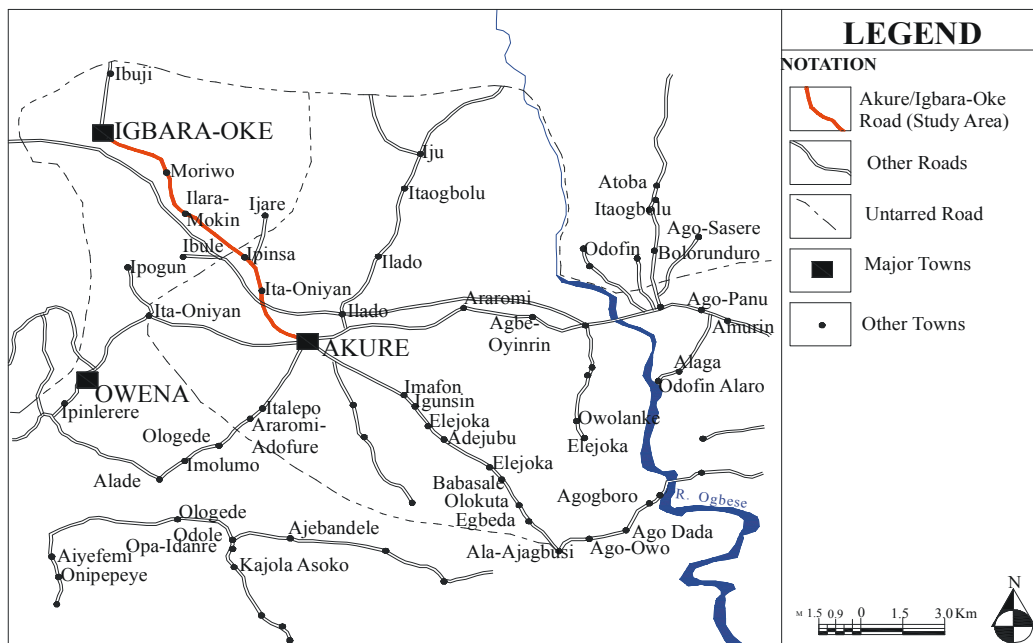 Ibuji
IGBARA-OKE
Moriwo
Ilara-
Mokin
Ijare
Ibule
Ipinsa
Ipogun
Ita-Oniyan
Ita-Oniyan
Iju
Itaogbolu
Ilado
Ilado
Araromi
Agbe-
Oyinrin
Atoba
Itaogbolu
Ago-Sasere
Odofin
Bolorunduro
Ago-Panu
Amurin
Alaga
Odofin Alaro
AKURE
OWENA
Ipinlerere
Imafon
Igunsin
Elejoka
Adejubu
Italepo
Araromi-
Adofure
Ologede
Imolumo
Alade
Owolanke
Elejoka
Elejoka
Babasale
Olokuta
Egbeda
Agogboro
R. Ogbese
Ago Dada
Ago-Owo
Ala-Ajagbusi
Ologede
Odole
Opa-Idanre
Ajebandele
Aiyefemi
Onipepeye
Kajola Asoko
LEGEND
NOTATION
Akure/Igbara-Oke
Road (Study Area)
Other Roads
Untarred Road
Major Towns
Other Towns
N
M 1.5 0.9 0 1.5 3.0 Km